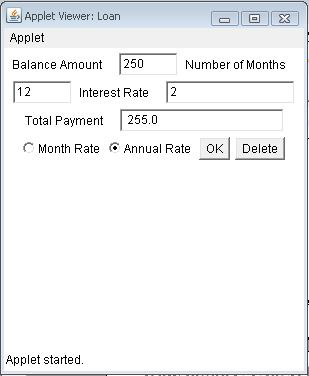 Applet Viewer: Loan
Applet
Balance Amount 250 Number of Months
12 Interest Rate 2
Total Payment 255.0
Month Rate Annual Rate OK Delete
Applet started.